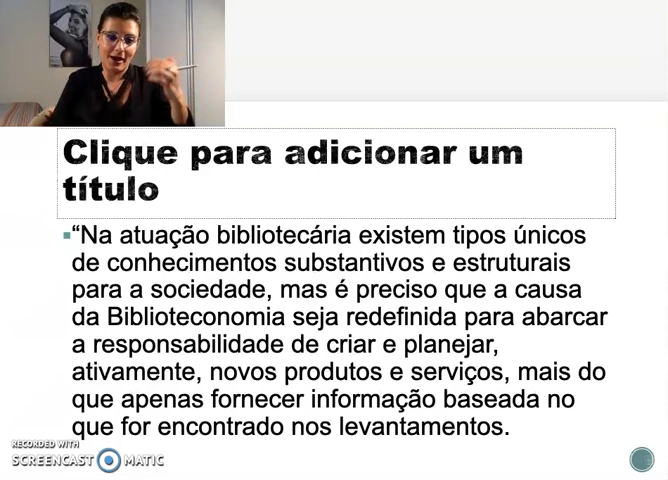 Clique para adicionar um
título
“Na atuação bibliotecária existem tipos únicos
de conhecimentos substantivos e estruturais
para a sociedade, mas é preciso que a causa
da Biblioteconomia seja redefinida para abarcar
a responsabilidade de criar e planejar,
ativamente, novos produtos e serviços, mais do
que apenas fornecer informação baseada no
que for encontrado nos levantamentos.
RECORDED WITH
SCREENCAST MATIC